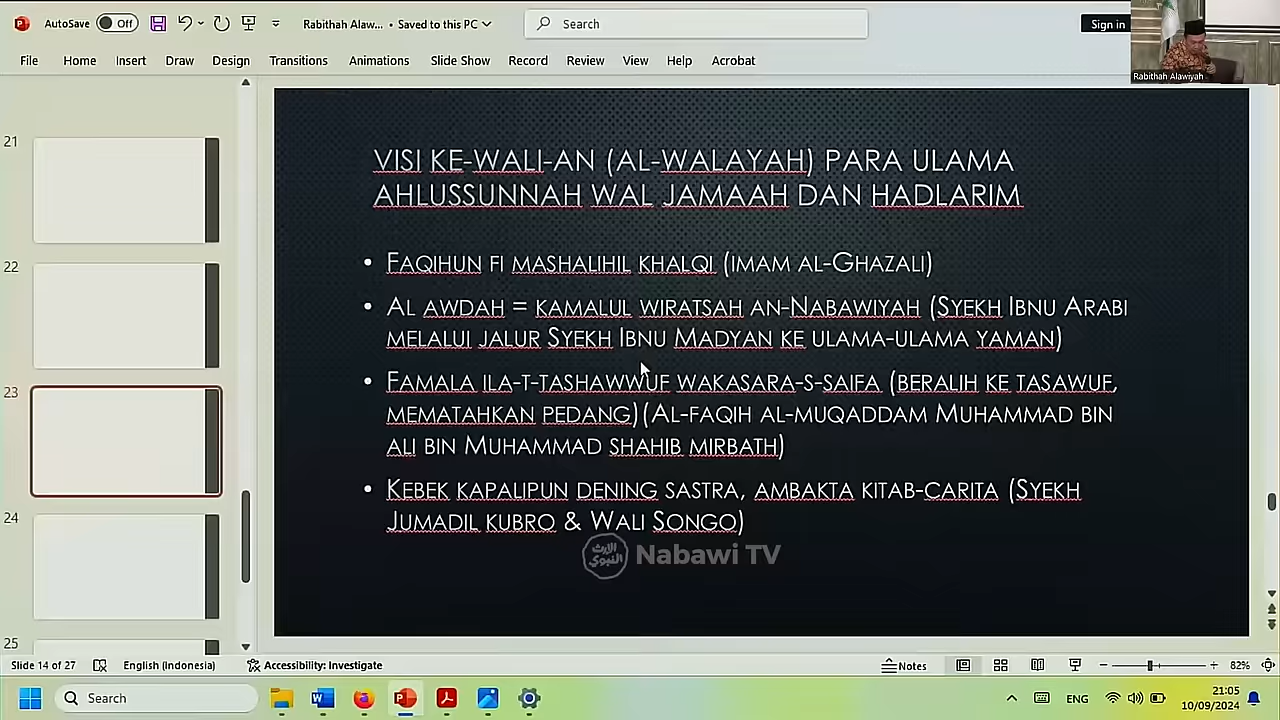 AutoSave Off Rabithah Alaw... • Saved to this PC Search Sign in
Rabithah Alawiyah
File Home Insert Draw Design Transitions Animations Slide Show Record Review View Help Acrobat
21
22
23
24
25
VISI KE-WALI-AN (AL-WALAYAH) PARA ULAMA
AHLUSSUNNAH WAL JAMAAH DAN HADLARIM
• FAQIHUN FI MASHALIHIL KHALQI (IMAM AL-GHAZALI)
• AL AWDAH = KAMALUL WIRATSAH AN-NABAWIYAH (SYEKH IBNU ARABI
MELALUI JALUR SYEKH IBNU MADYAN KE ULAMA-ULAMA YAMAN)
• FAMALA ILA-T-TASHAWWUF WAKASARA-S-SAIFA (BERALIH KE TASAWUF,
MEMATAHKAN PEDANG)(AL-FAQIH AL-MUQADDAM MUHAMMAD BIN
ALI BIN MUHAMMAD SHAHIB MIRBATH)
• KEBEK KAPALIPUN DENING SASTRA, AMBAKTA KITAB-CARITA (SYEKH
JUMADIL KUBRO & WALI SONGO)
الإرث النبوي Nabawi TV
Slide 14 of 27 English (Indonesia) Accessibility: Investigate Notes 82%
Search ENG 21:05
10/09/2024